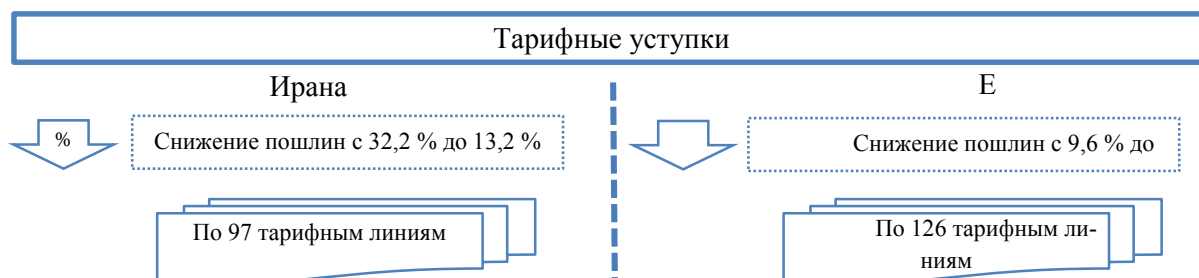 Тарифные уступки
Ирана
Е
%
Снижение пошлин с 32,2 % до 13,2 %
Снижение пошлин с 9,6 % до
По 97 тарифным линиям
По 126 тарифным ли-
ниям